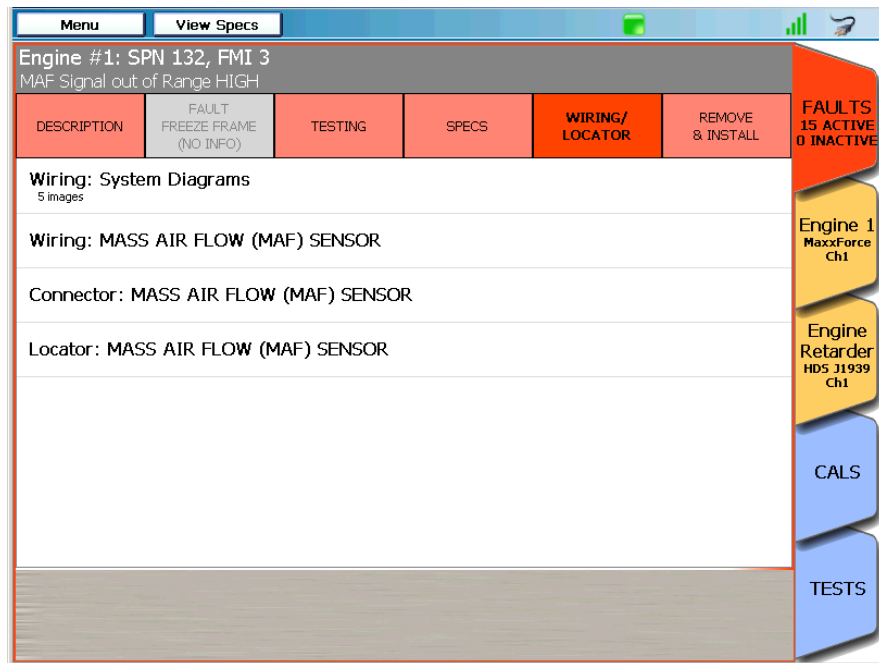 Menu
View Specs
Engine #1: SPN 132, FMI 3
MAF Signal out of Range HIGH
DESCRIPTION
FAULT
FREEZE FRAME
(NO INFO)
TESTING
SPECS
WIRING/
LOCATOR
REMOVE
& INSTALL
Wiring: System Diagrams
5 images
Wiring: MASS AIR FLOW (MAF) SENSOR
Connector: MASS AIR FLOW (MAF) SENSOR
Locator: MASS AIR FLOW (MAF) SENSOR
FAULTS
15 ACTIVE
0 INACTIVE
Engine 1
MaxxForce
Ch1
Engine
Retarder
HDS J1939
Ch1
CALS
TESTS